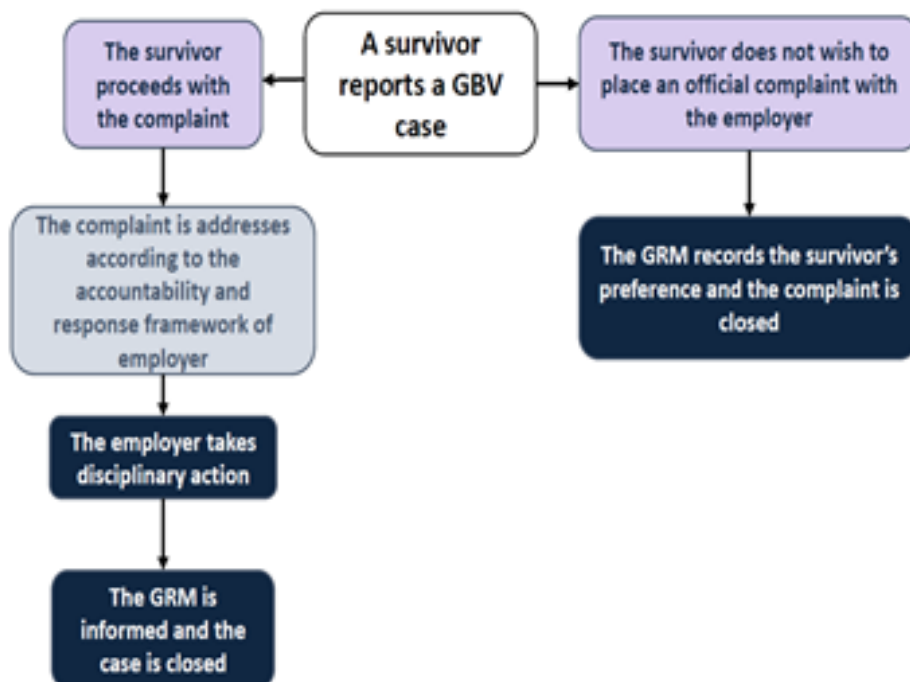 The survivor
proceeds with
the complaint
A survivor
reports a GBV
case
The survivor does not wish to
place an official complaint with
the employer
The complaint is addresses
according to the
accountability and
response framework of
employer
The GRM records the survivor's
preference and the complaint is
closed
The employer takes
disciplinary action
The GRM is
informed and the
case is closed